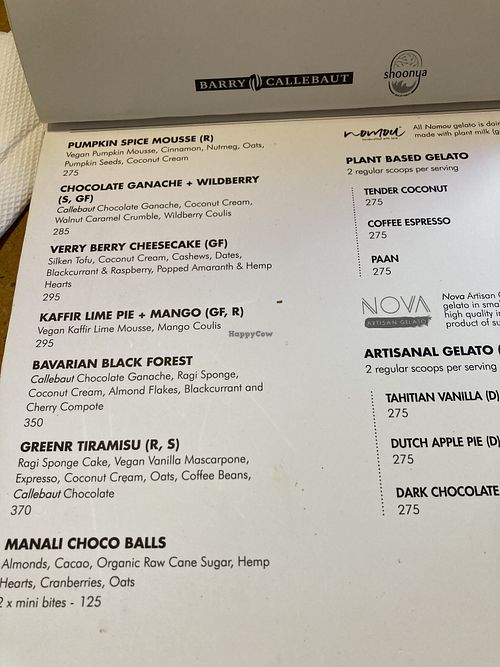 BARRY CALLEBAUT
shoonya
PUMPKIN SPICE MOUSSE (R)
Vegan Pumpkin Mousse, Cinnamon, Nutmeg, Oats,
Pumpkin Seeds, Coconut Cream
275
CHOCOLATE GANACHE + WILDBERRY
(S, GF)
Callebaut Chocolate Ganache, Coconut Cream,
Walnut Caramel Crumble, Wildberry Coulis
285
VERRY BERRY CHEESECAKE (GF)
Silken Tofu, Coconut Cream, Cashews, Dates,
Blackcurrant & Raspberry, Popped Amaranth & Hemp
Hearts
295
KAFFIR LIME PIE + MANGO (GF, R)
Vegan Kaffir Lime Mousse, Mango Coulis
295
BAVARIAN BLACK FOREST
Callebaut Chocolate Ganache, Ragi Sponge,
Coconut Cream, Almond Flakes, Blackcurrant and
Cherry Compote
350
GREENR TIRAMISU (R, S)
Ragi Sponge Cake, Vegan Vanilla Mascarpone,
Expresso, Coconut Cream, Oats, Coffee Beans,
Callebaut Chocolate
370
MANALI CHOCO BALLS
Almonds, Cacao, Organic Raw Cane Sugar, Hemp
Hearts, Cranberries, Oats
2 x mini bites - 125
nomou
All Nomou gelato is dai
made with plant milk (g
PLANT BASED GELATO
2 regular scoops per serving
TENDER COCONUT
275
COFFEE ESPRESSO
275
PAAN
275
NOVA
ARTISAN GELATO
Nova Artisan
gelato in sma
high quality i
product of su
ARTISANAL GELATO (
2 regular scoops per serving
TAHITIAN VANILLA (D)
275
DUTCH APPLE PIE (D)
275
DARK CHOCOLATE
275
HappyCow